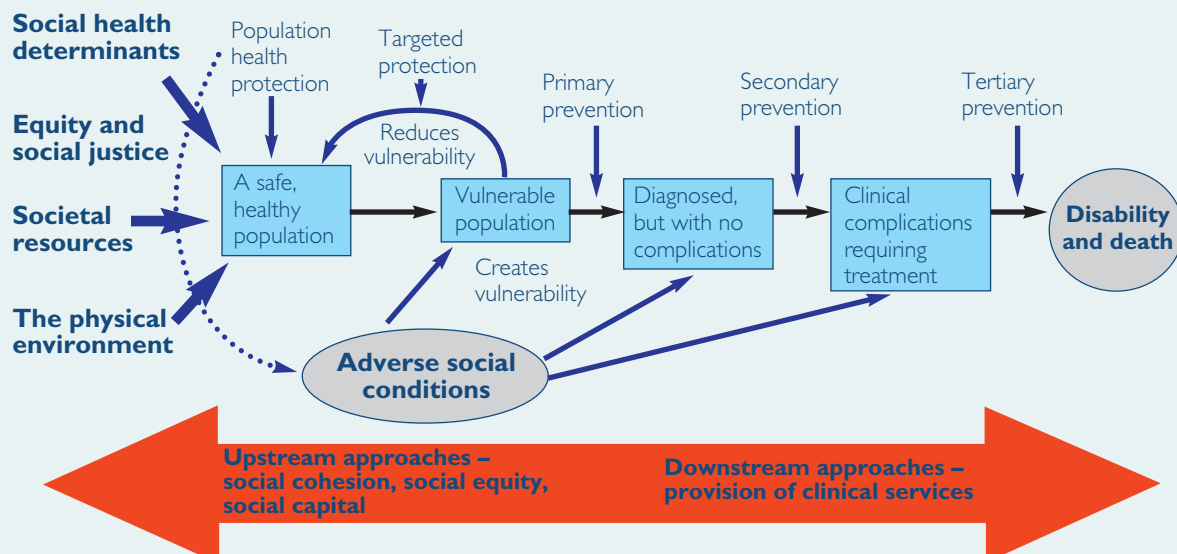 Social health
determinants
Equity and
social justice
Societal
resources
The physical
environment
Population
health
protection
Targeted
protection
Reduces
vulnerability
Primary
prevention
Secondary
prevention
Tertiary
prevention
A safe,
healthy
population
Vulnerable
population
Diagnosed,
but with no
complications
Clinical
complications
requiring
treatment
Disability
and death
Creates
vulnerability
Adverse social
conditions
Upstream approaches –
social cohesion, social equity,
social capital
Downstream approaches –
provision of clinical services